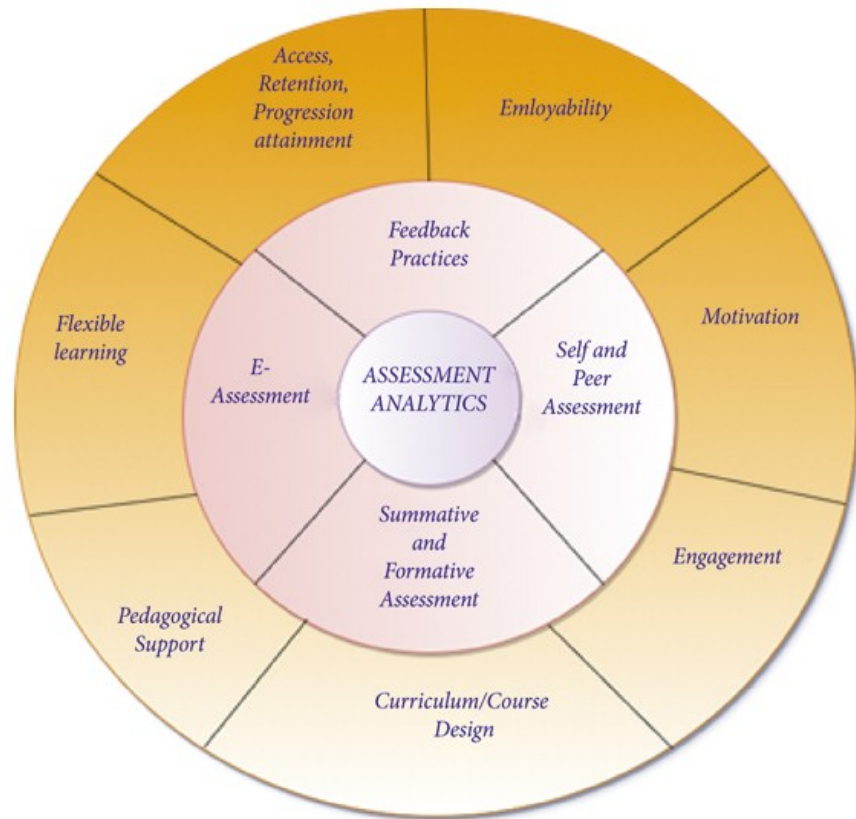 Access,
Retention,
Progression
attainment
Emloyability
Feedback
Practices
Flexible
learning
Motivation
E-
Assessment
ASSESSMENT
ANALYTICS
Self and
Peer
Assessment
Summative
and
Formative
Assessment
Engagement
Pedagogical
Support
Curriculum/Course
Design